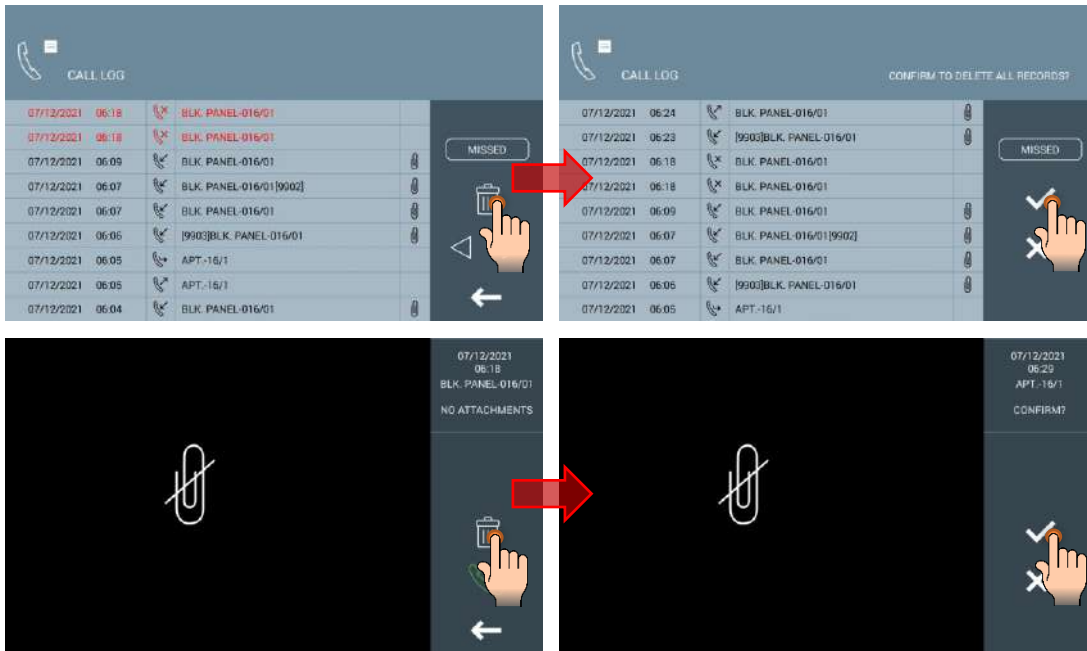 CALL LOG
07/12/2021 06:18 BLK. PANEL-016/01
07/12/2021 06:18 BLK. PANEL-016/01
07/12/2021 06:09 BLK. PANEL-016/01
07/12/2021 06:07 BLK. PANEL-016/01[9902]
07/12/2021 06:07 BLK. PANEL-016/01
07/12/2021 06:06 [9903]BLK. PANEL-016/01
07/12/2021 06:05 APT.-16/1
07/12/2021 06:05 APT.-16/1
07/12/2021 06:04 BLK. PANEL-016/01
MISSED
CALL LOG
CONFIRM TO DELETE ALL RECORDS?
07/12/2021 06:24 BLK. PANEL-016/01
07/12/2021 06:23 [9903]BLK. PANEL-016/01
07/12/2021 06:18 BLK. PANEL-016/01
07/12/2021 06:18 BLK. PANEL-016/01
07/12/2021 06:09 BLK. PANEL-016/01
07/12/2021 06:07 BLK. PANEL-016/01[9902]
07/12/2021 06:07 BLK. PANEL-016/01
07/12/2021 06:06 [9903]BLK. PANEL-016/01
07/12/2021 06:05 APT.-16/1
MISSED
07/12/2021
06:18
BLK. PANEL-016/01
NO ATTACHMENTS
07/12/2021
06:29
APT.-16/1
CONFIRM?